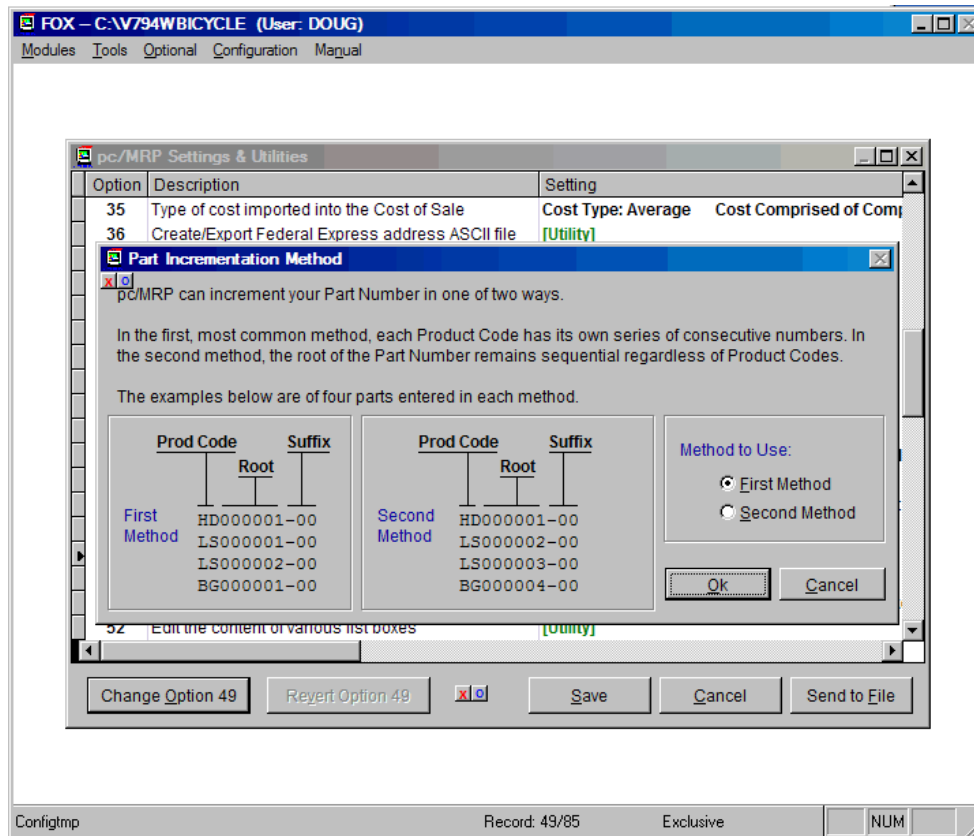 FOX – C:\V794WBICYCLE (User: DOUG)
Modules Tools Optional Configuration Manual
pc/MRP Settings & Utilities
Option Description Setting
35 Type of cost imported into the Cost of Sale Cost Type: Average Cost Comprised of Comp
36 Create/Export Federal Express address ASCII file [Utility]
Part Incrementation Method
X O
pc/MRP can increment your Part Number in one of two ways.
In the first, most common method, each Product Code has its own series of consecutive numbers. In
the second method, the root of the Part Number remains sequential regardless of Product Codes.
The examples below are of four parts entered in each method.
Prod Code Suffix
Root
First
Method
HD000001-00
LS000001-00
LS000002-00
BG000001-00
Prod Code Suffix
Root
Second
Method
HD000001-00
LS000002-00
LS000003-00
BG000004-00
Method to Use:
First Method
Second Method
Ok Cancel
52 Edit the content of various list boxes [Utility]
Change Option 49 Revert Option 49 X O Save Cancel Send to File
Configtmp Record: 49/85 Exclusive NUM